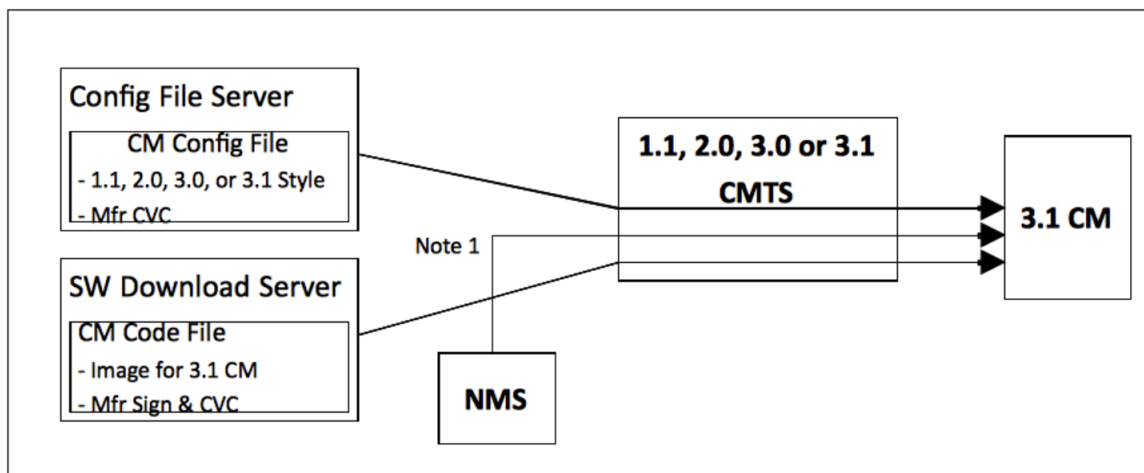 Config File Server
CM Config File
- 1.1, 2.0, 3.0, or 3.1 Style
- Mfr CVC
SW Download Server
CM Code File
- Image for 3.1 CM
- Mfr Sign & CVC
Note 1
NMS
1.1, 2.0, 3.0 or 3.1
CMTS
3.1 CM